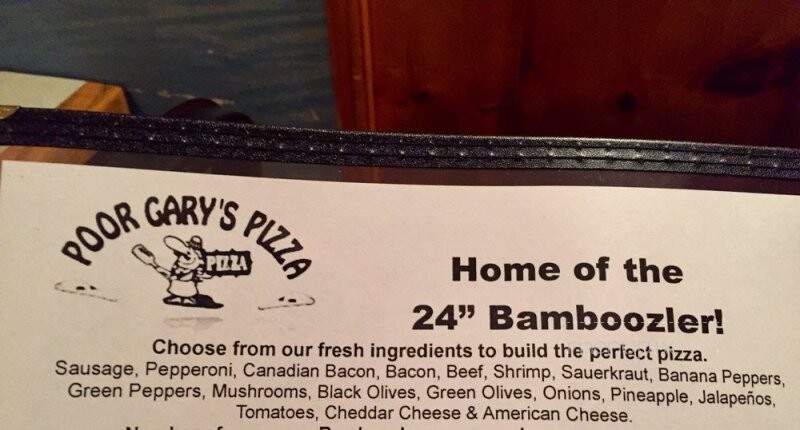 POOR GARY'S PIZZA
PIZZA
Home of the
24” Bamboozler!
Choose from our fresh ingredients to build the perfect pizza.
Sausage, Pepperoni, Canadian Bacon, Bacon, Beef, Shrimp, Sauerkraut, Banana Peppers,
Green Peppers, Mushrooms, Black Olives, Green Olives, Onions, Pineapple, Jalapeños,
Tomatoes, Cheddar Cheese & American Cheese.